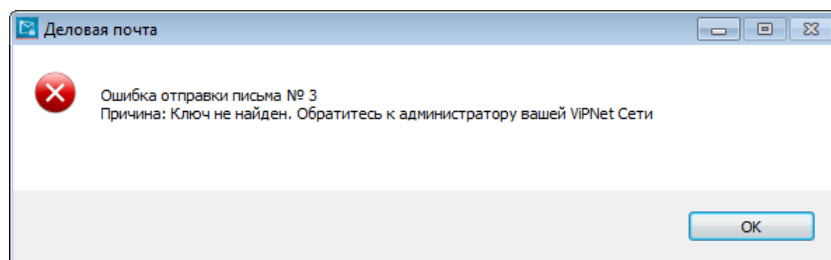 Деловая почта
Ошибка отправки письма № 3
Причина: Ключ не найден. Обратитесь к администратору вашей ViPNet Сети
OK